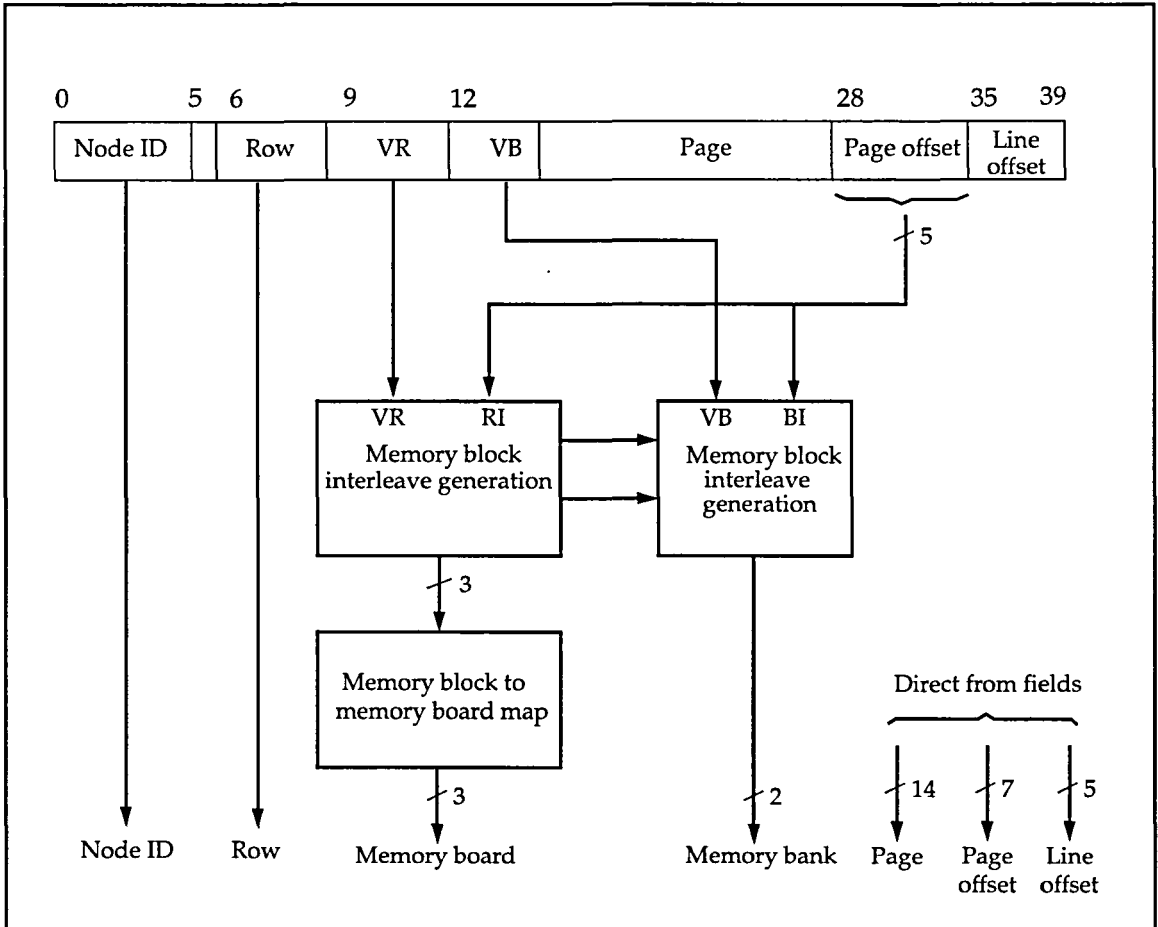 0 5 6 9 12 28 35 39
Node ID Row VR VB Page Page offset Line
offset
5
VR RI
Memory block
interleave generation
VB BI
Memory block
interleave
generation
3
Memory block to
memory board map
Direct from fields
3
2
14
7
5
Node ID
Row
Memory board
Memory bank
Page
Page
offset
Line
offset